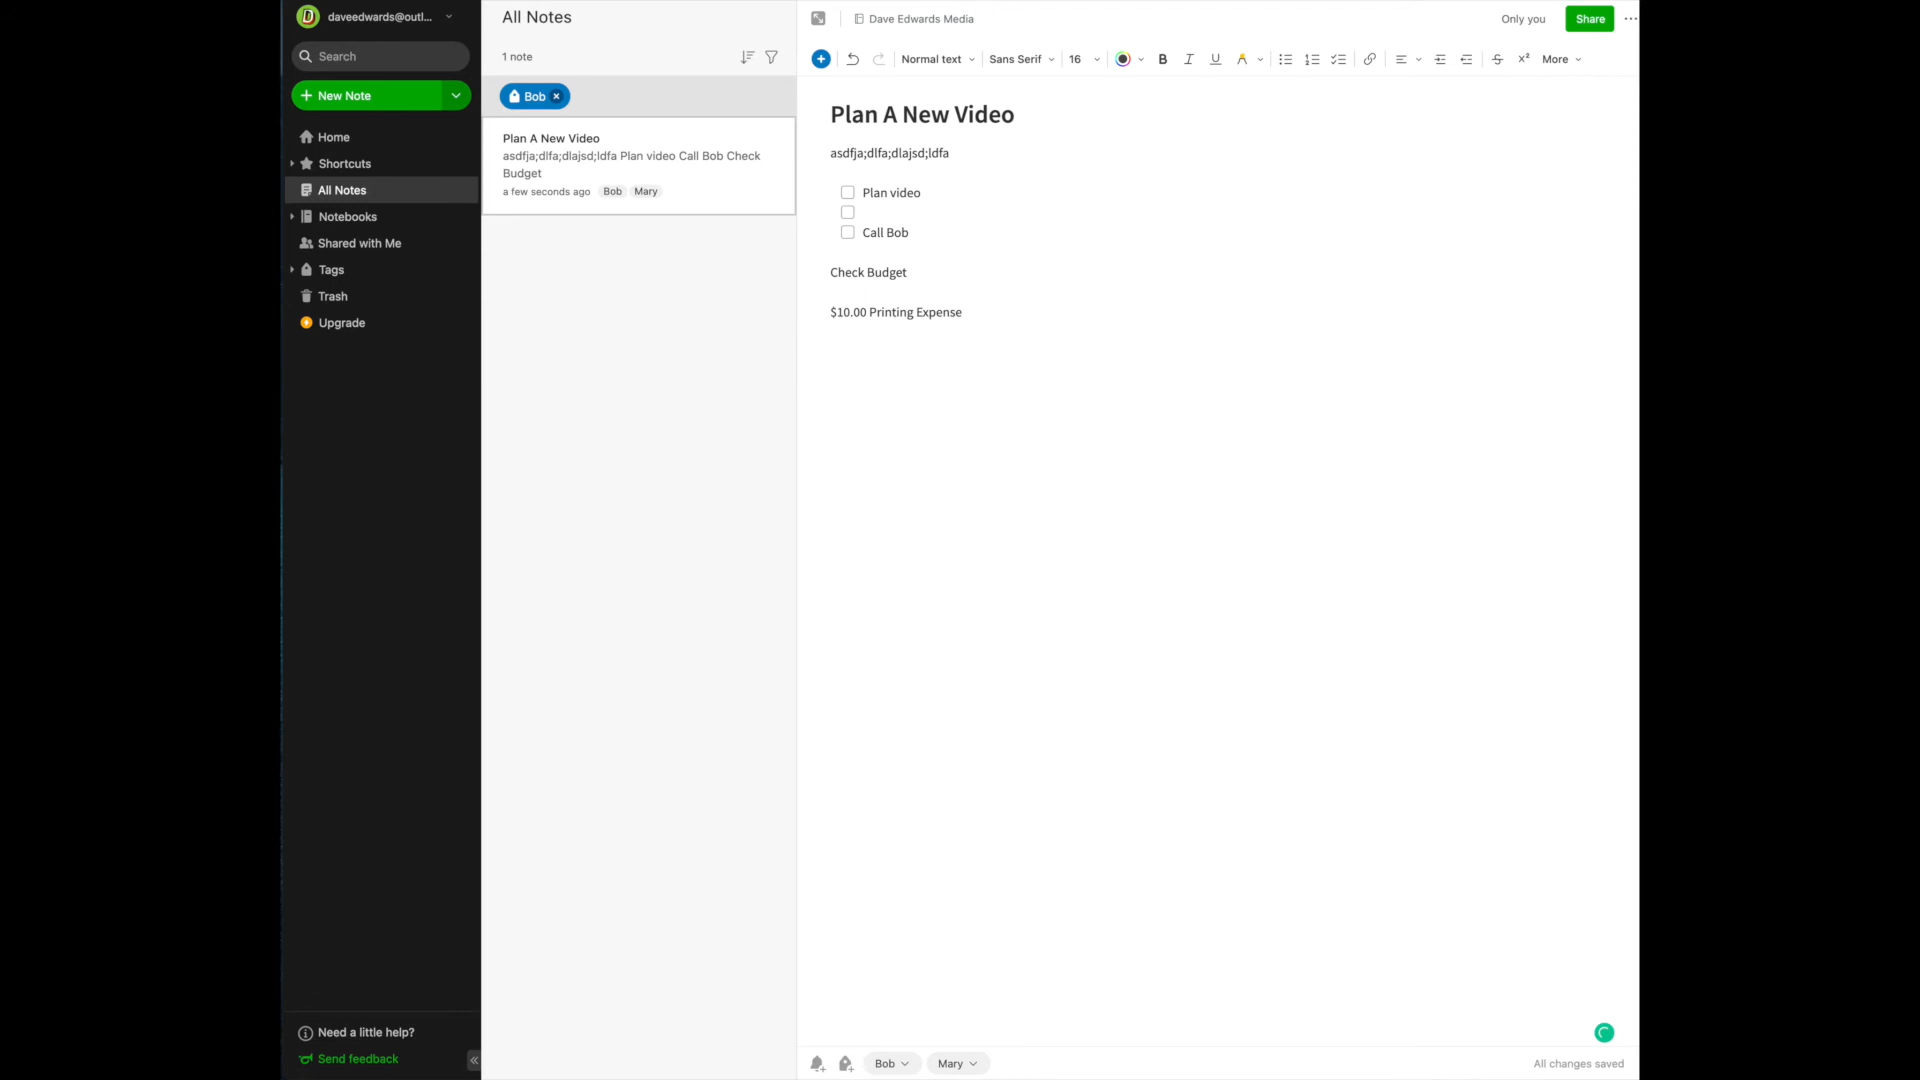 daveedwards@outl...
Search
New Note
Home
Shortcuts
All Notes
Notebooks
Shared with Me
Tags
Trash
Upgrade
Need a little help?
Send feedback
All Notes
1 note
Bob
Plan A New Video
asdfja;dlfa;dlajsd;ldfa Plan video Call Bob Check
Budget
a few seconds ago Bob Mary
Dave Edwards Media
Only you
Share
Normal text
Sans Serif
16
B I U
More
Plan A New Video
asdfja;dlfa;dlajsd;ldfa
Plan video
Call Bob
Check Budget
$10.00 Printing Expense
Bob
Mary
All changes saved